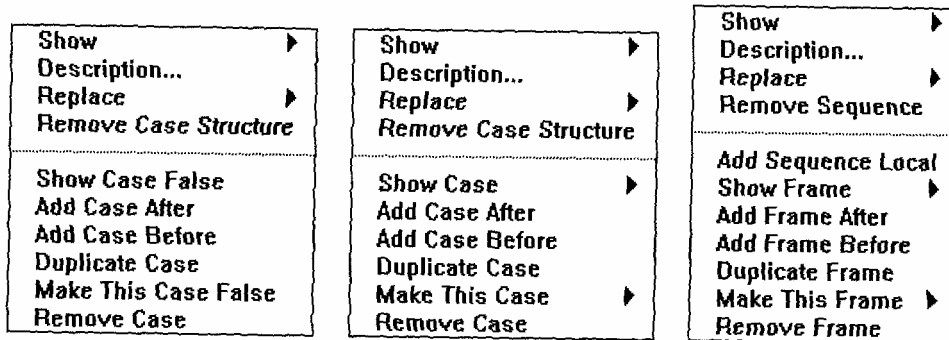 Show
Description...
Replace
Remove Case Structure
Show Case False
Add Case After
Add Case Before
Duplicate Case
Make This Case False
Remove Case
Show
Description...
Replace
Remove Case Structure
Show Case
Add Case After
Add Case Before
Duplicate Case
Make This Case
Remove Case
Show
Description...
Replace
Remove Sequence
Add Sequence Local
Show Frame
Add Frame After
Add Frame Before
Duplicate Frame
Make This Frame
Remove Frame